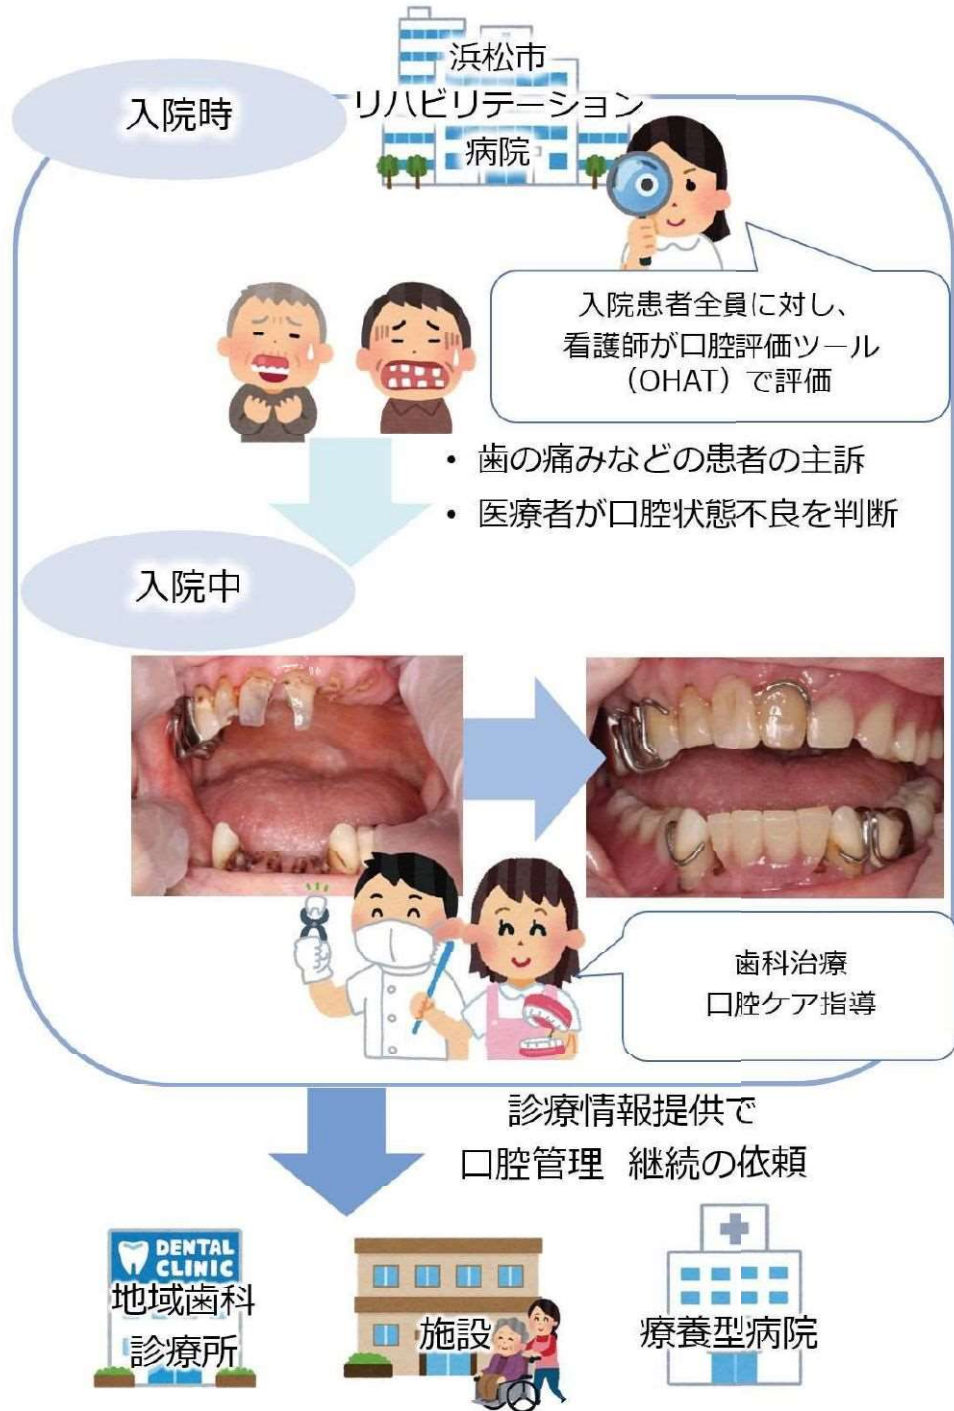 浜松市
リハビリテーション
病院
入院時
入院患者全員に対し、
看護師が口腔評価ツール
（OHAT）で評価
・ 歯の痛みなどの患者の主訴
・ 医療者が口腔状態不良を判断
入院中
歯科治療
口腔ケア指導
診療情報提供で
口腔管理 継続の依頼
DENTAL
CLINIC
地域歯科
診療所
施設
療養型病院